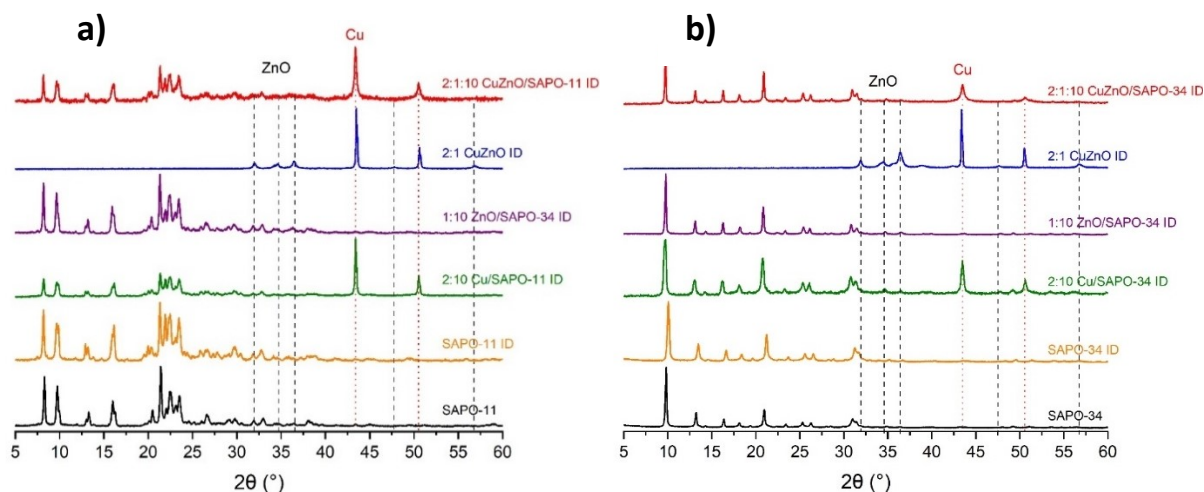 a)
Cu
ZnO
2:1:10 CuZnO/SAPO-11 ID
2:1 CuZnO ID
1:10 ZnO/SAPO-34 ID
2:10 Cu/SAPO-11 ID
SAPO-11 ID
SAPO-11
5 10 15 20 25 30 35 40 45 50 55 60
2θ (°)
b)
Cu
ZnO
2:1:10 CuZnO/SAPO-34 ID
2:1 CuZnO ID
1:10 ZnO/SAPO-34 ID
2:10 Cu/SAPO-34 ID
SAPO-34 ID
SAPO-34
5 10 15 20 25 30 35 40 45 50 55 60
2θ (°)